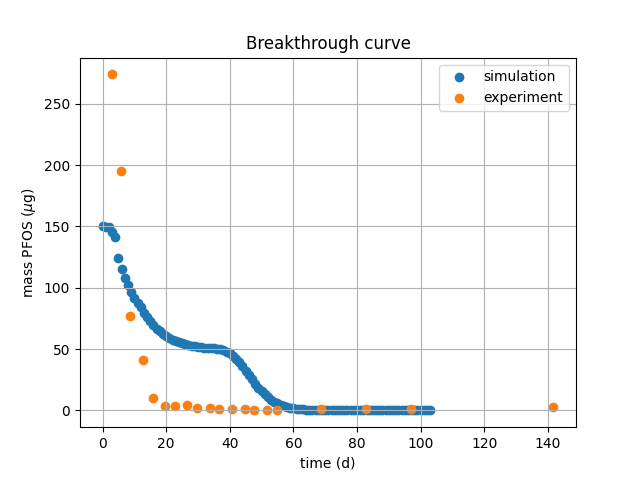 Breakthrough curve
simulation
experiment
250
200
150
100
50
0
mass PFOS (μg)
0 20 40 60 80 100 120 140
time (d)